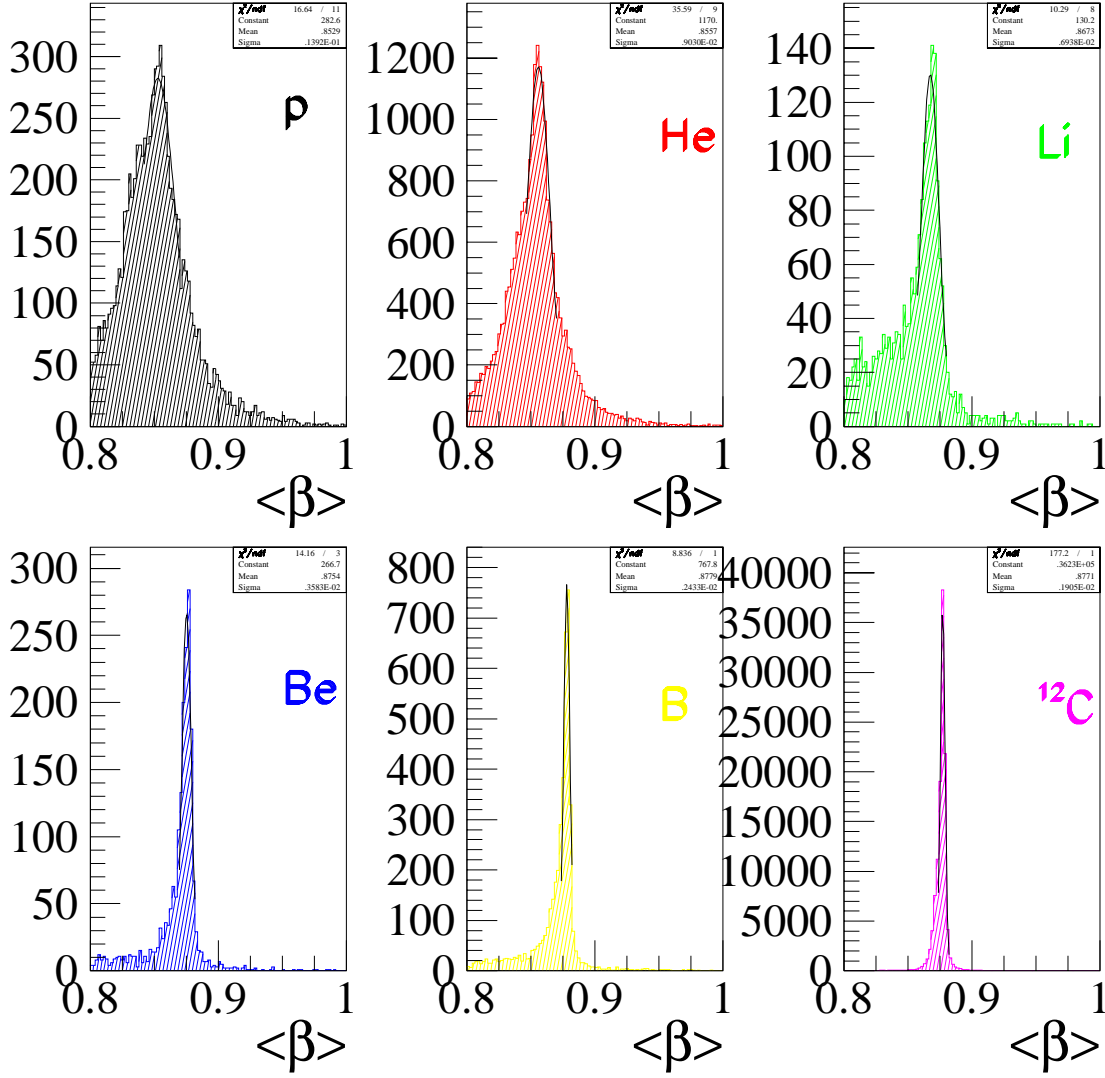 χ²/ndf 16.64 / 11
Constant 282.6
Mean .8529
Sigma .1392E-01
p
300
250
200
150
100
50
0
0.8 0.9 1
<β>
χ²/ndf 35.59 / 9
Constant 1170.
Mean .8557
Sigma .9030E-02
He
1200
1000
800
600
400
200
0
0.8 0.9 1
<β>
χ²/ndf 10.29 / 8
Constant 130.2
Mean .8673
Sigma .6938E-02
Li
140
120
100
80
60
40
20
0
0.8 0.9 1
<β>
χ²/ndf 14.16 / 3
Constant 266.7
Mean .8754
Sigma .3583E-02
Be
300
250
200
150
100
50
0
0.8 0.9 1
<β>
χ²/ndf 8.836 / 1
Constant 767.8
Mean .8779
Sigma .2433E-02
B
800
700
600
500
400
300
200
100
0
0.8 0.9 1
<β>
χ²/ndf 177.2 / 1
Constant .3623E+05
Mean .8771
Sigma .1905E-02
¹²C
40000
35000
30000
25000
20000
15000
10000
5000
0
0.8 0.9 1
<β>